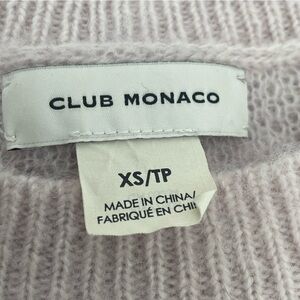 CLUB MONACO
XS/TP
MADE IN CHINA/
FABRIQUÉ EN CHI